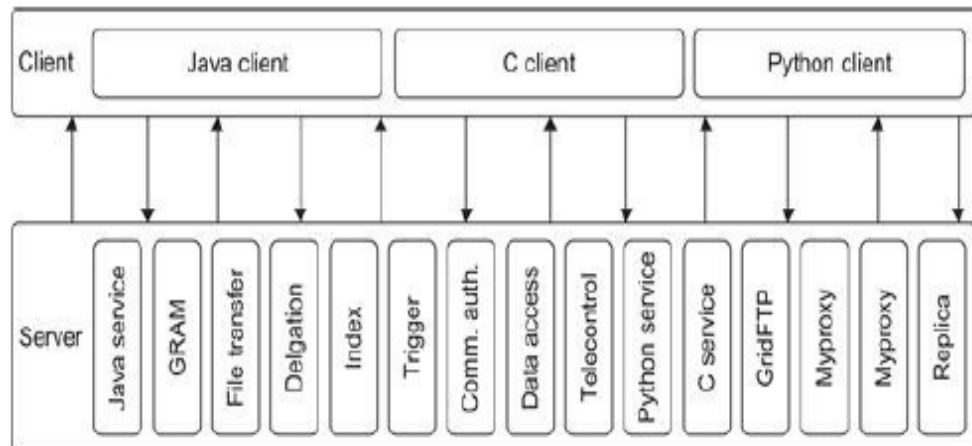 Client
Java client
C client
Python client
Server
Java service
GRAM
File transfer
Delgation
Index
Trigger
Comm. auth.
Data access
Telecontrol
Python service
C service
GridFTP
Myproxy
Myproxy
Replica